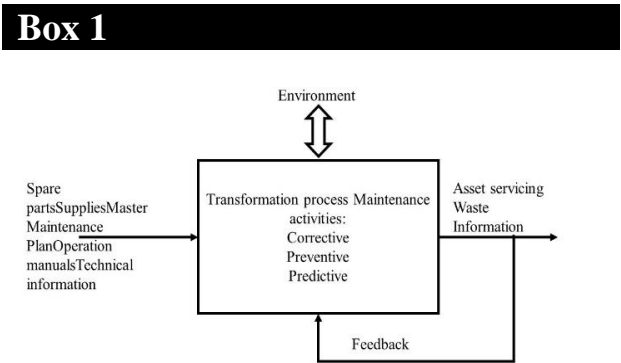 Box 1
Environment
Spare
partsSuppliesMaster
Maintenance
PlanOperation
manualsTechnical
information
Transformation process Maintenance
activities:
Corrective
Preventive
Predictive
Asset servicing
Waste
Information
Feedback